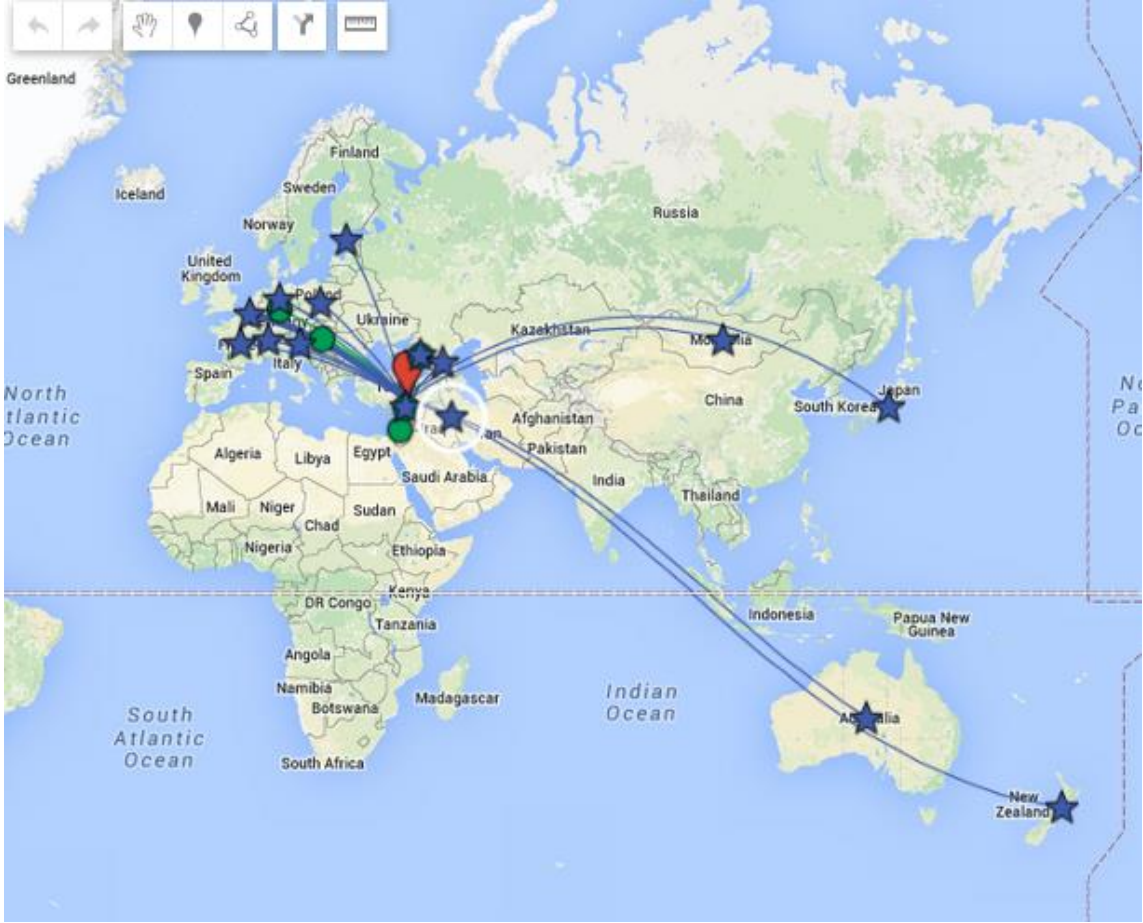 Greenland
Finland
Iceland
Sweden
Russia
Norway
United
Kingdom
Poland
Ukraine
Kazakhstan
Italy
Spain
Japan
North
tlantic
Ocean
China
South Korea
Afghanistan
Iraq
Pakistan
Algeria
Libya
Egypt
Saudi Arabia
India
Thailand
Mali
Niger
Sudan
Chad
Nigeria
Ethiopia
Kenya
DR Congo
Indonesia
Papua New
Guinea
Tanzania
Angola
Namibia
Botswana
Madagascar
Indian
Ocean
South
Atlantic
Ocean
South Africa
New
Zealand